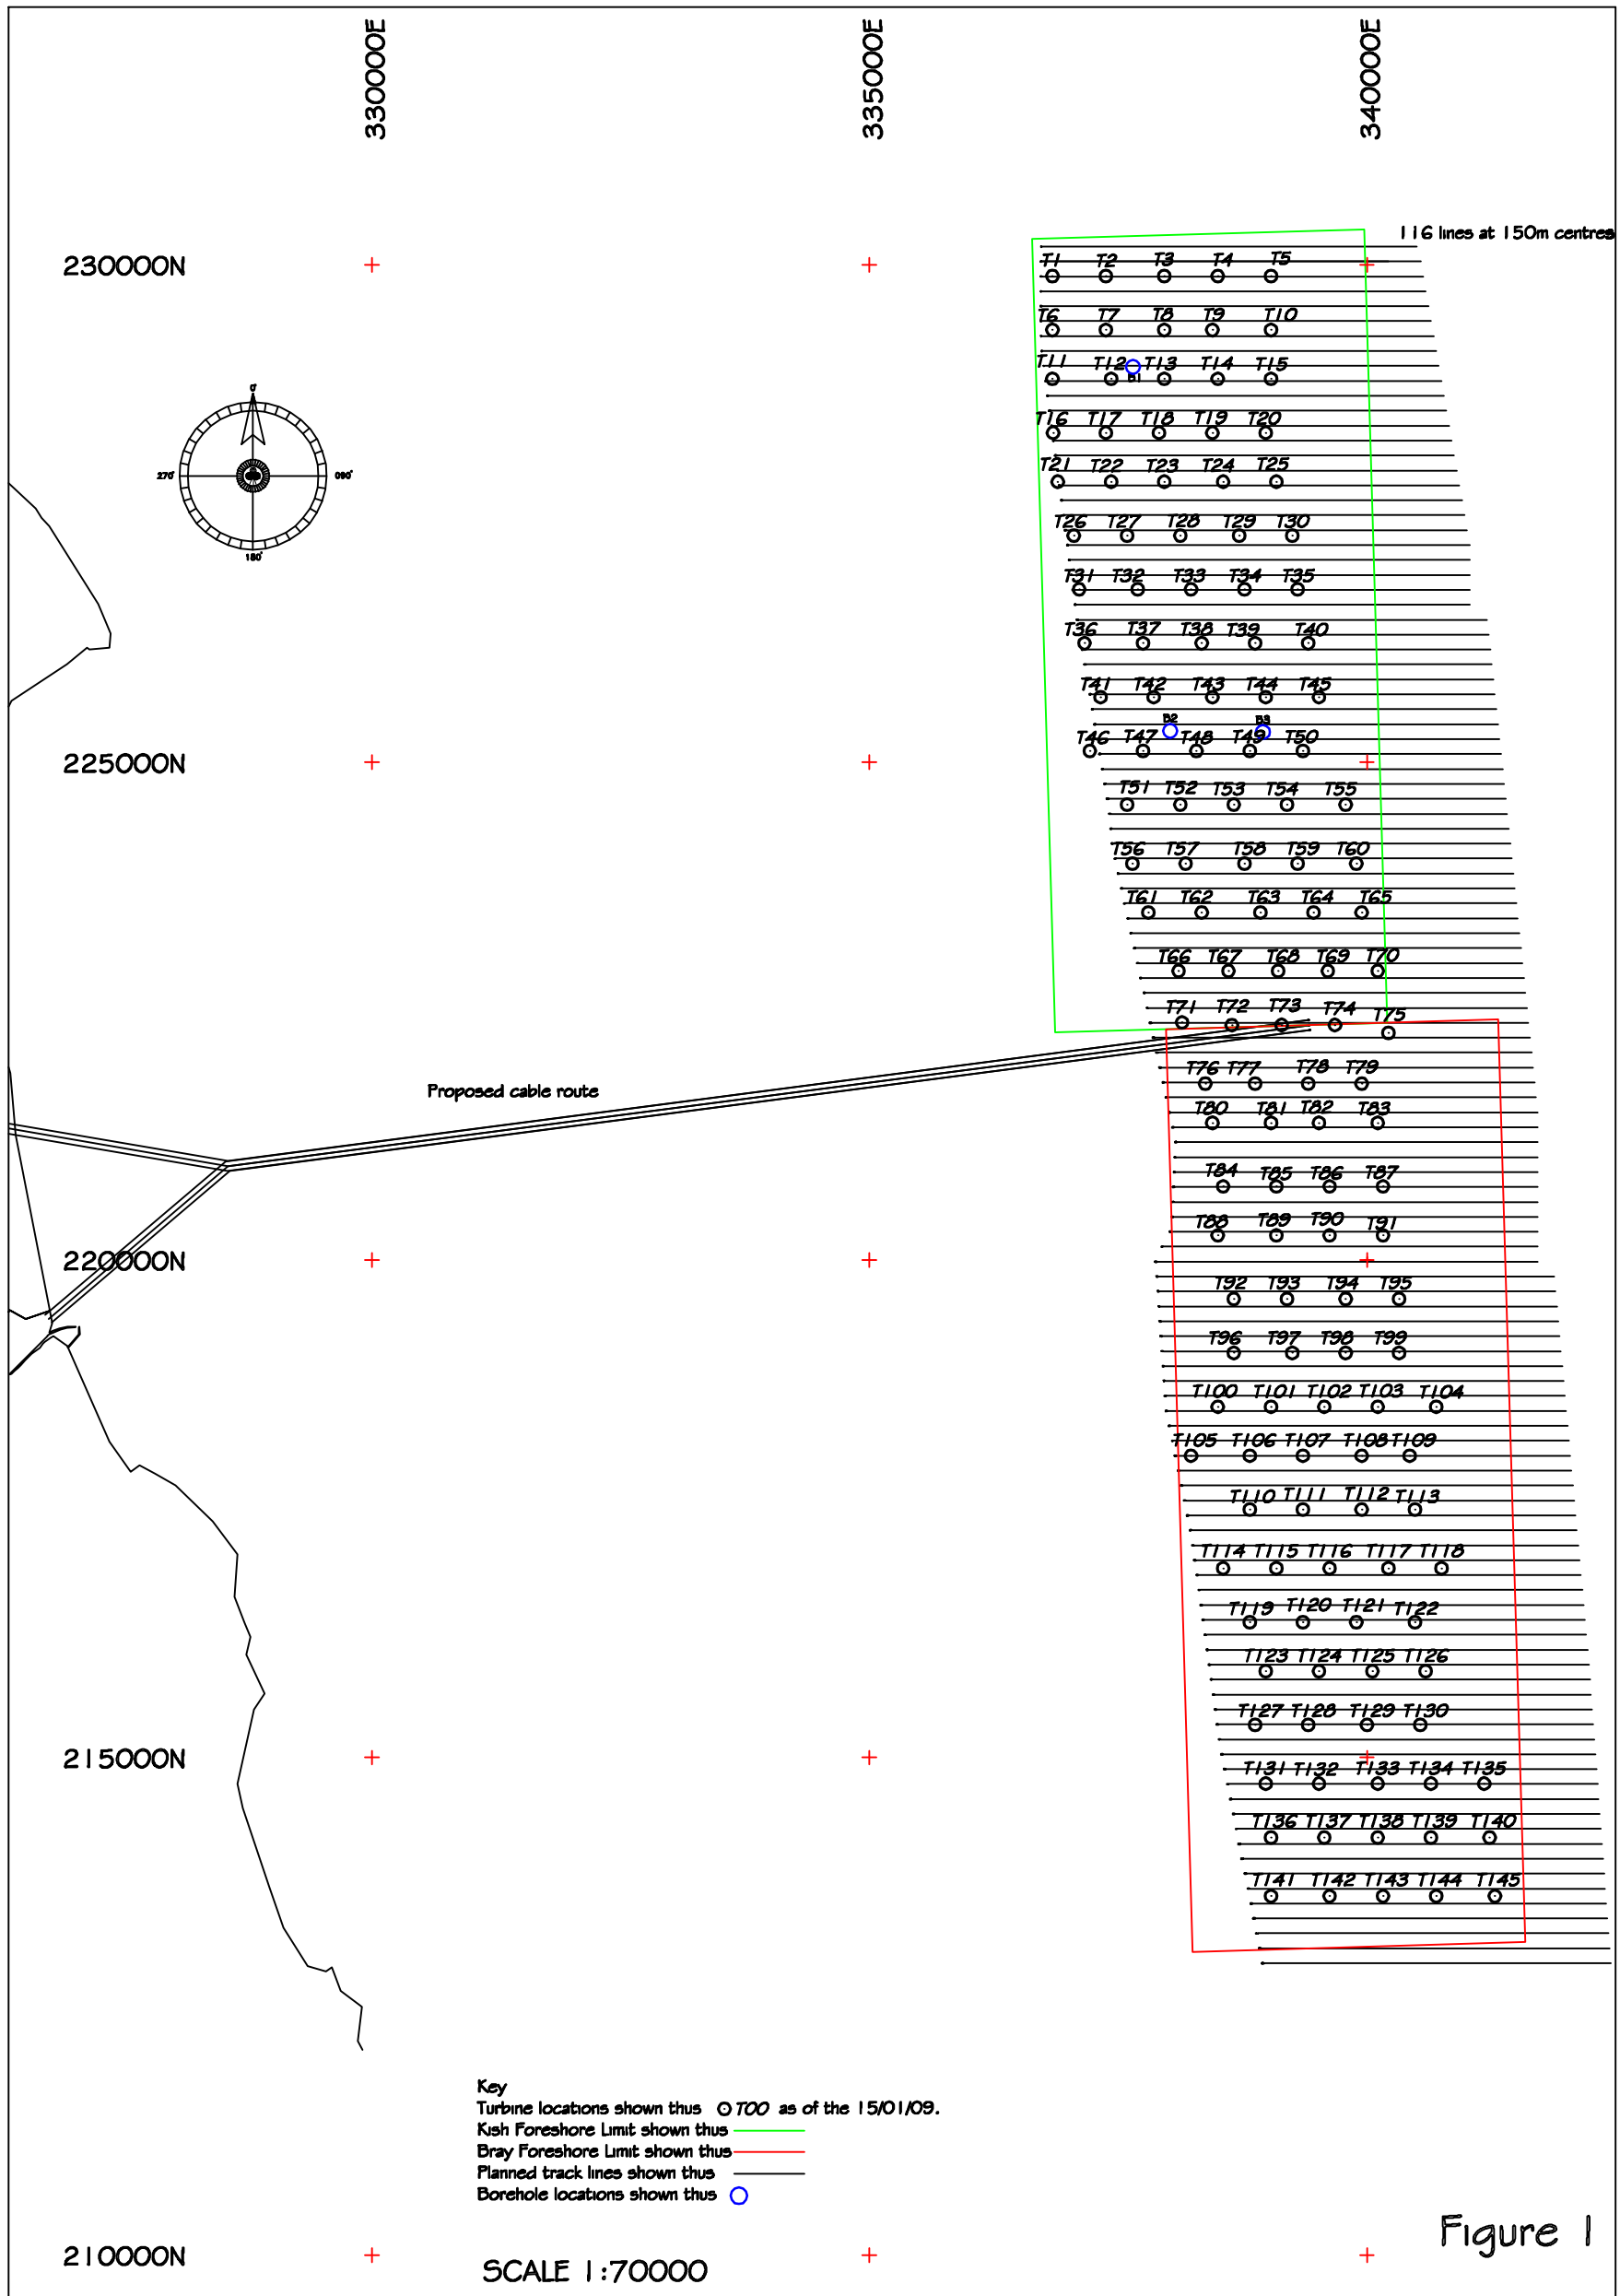 330000E 335000E 340000E
116 lines at 150m centres
230000N
T1 T2 T3 T4 T5
T6 T7 T8 T9 T10
T11 T12 T13 T14 T15
B1
0°
T16 T17 T18 T19 T20
T21 T22 T23 T24 T25
270° 090°
T26 T27 T28 T29 T30
180°
T31 T32 T33 T34 T35
T36 T37 T38 T39 T40
T41 T42 T43 T44 T45
B2 B3
T46 T47 T48 T49 T50
225000N
T51 T52 T53 T54 T55
T56 T57 T58 T59 T60
T61 T62 T63 T64 T65
T66 T67 T68 T69 T70
T71 T72 T73 T74 T75
T76 T77 T78 T79
Proposed cable route
T80 T81 T82 T83
T84 T85 T86 T87
T88 T89 T90 T91
220000N
T92 T93 T94 T95
T96 T97 T98 T99
T100 T101 T102 T103 T104
T105 T106 T107 T108 T109
T110 T111 T112 T113
T114 T115 T116 T117 T118
T119 T120 T121 T122
T123 T124 T125 T126
T127 T128 T129 T130
215000N
T131 T132 T133 T134 T135
T136 T137 T138 T139 T140
T141 T142 T143 T144 T145
Key
Turbine locations shown thus T00 as of the 15/01/09.
Kish Foreshore Limit shown thus
Bray Foreshore Limit shown thus
Planned track lines shown thus
Borehole locations shown thus
Figure 1
210000N
SCALE 1:70000